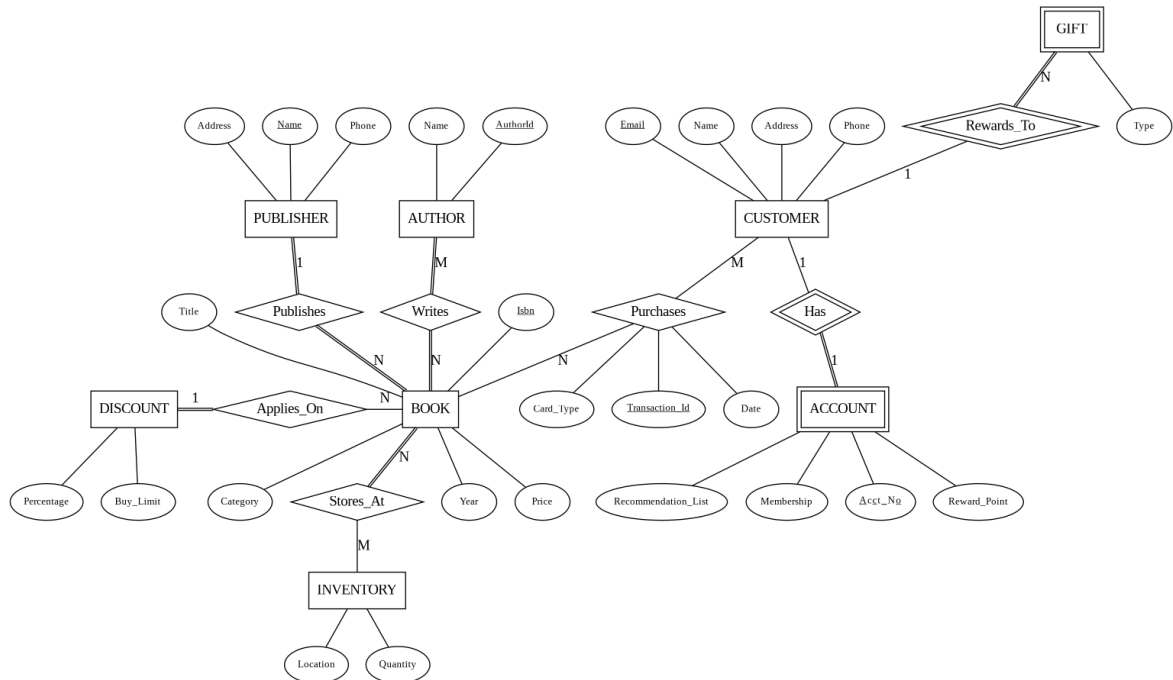 GIFT
N
Address
Name
Phone
Name
AuthorId
Email
Name
Address
Phone
Rewards_To
Type
1
PUBLISHER
AUTHOR
CUSTOMER
1
M
M
1
Title
Publishes
Writes
Isbn
Purchases
Has
N
N
N
1
DISCOUNT
1
Applies_On
N
BOOK
Card_Type
Transaction_Id
Date
ACCOUNT
N
Percentage
Buy_Limit
Category
Stores_At
Year
Price
Recommendation_List
Membership
Acct_No
Reward_Point
M
INVENTORY
Location
Quantity